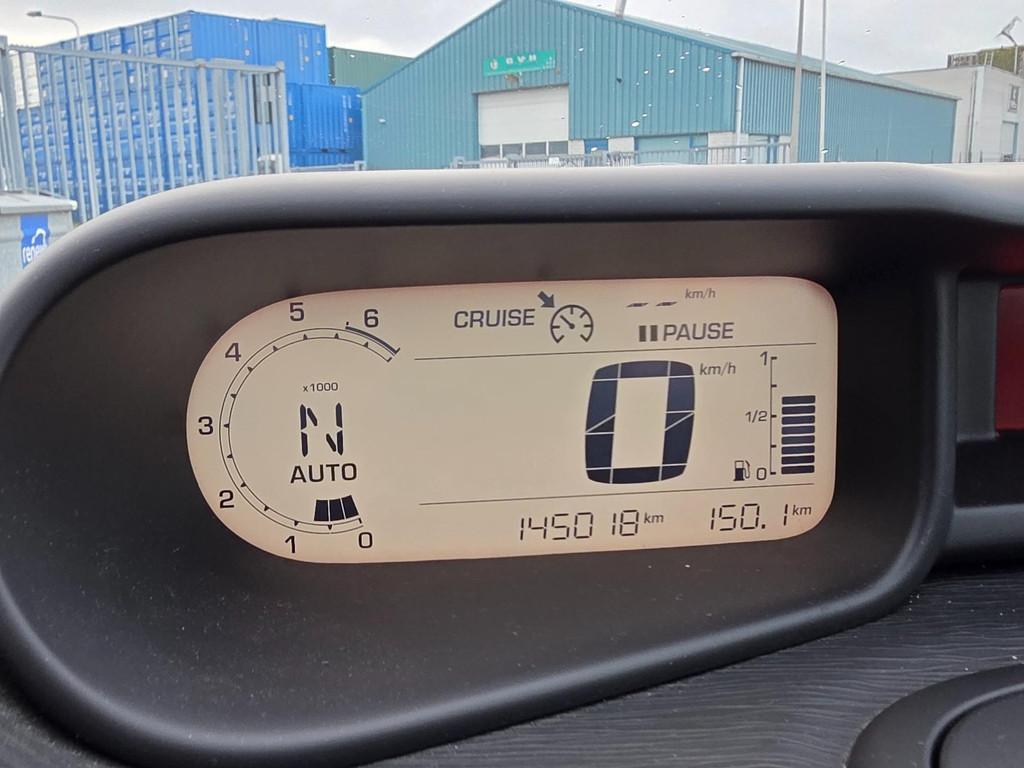 G.V.H
5 6
CRUISE -- km/h
PAUSE
4
x1000
3
N
AUTO
2
1 0
0 km/h
1
1/2
0
145018 km 150.1 km